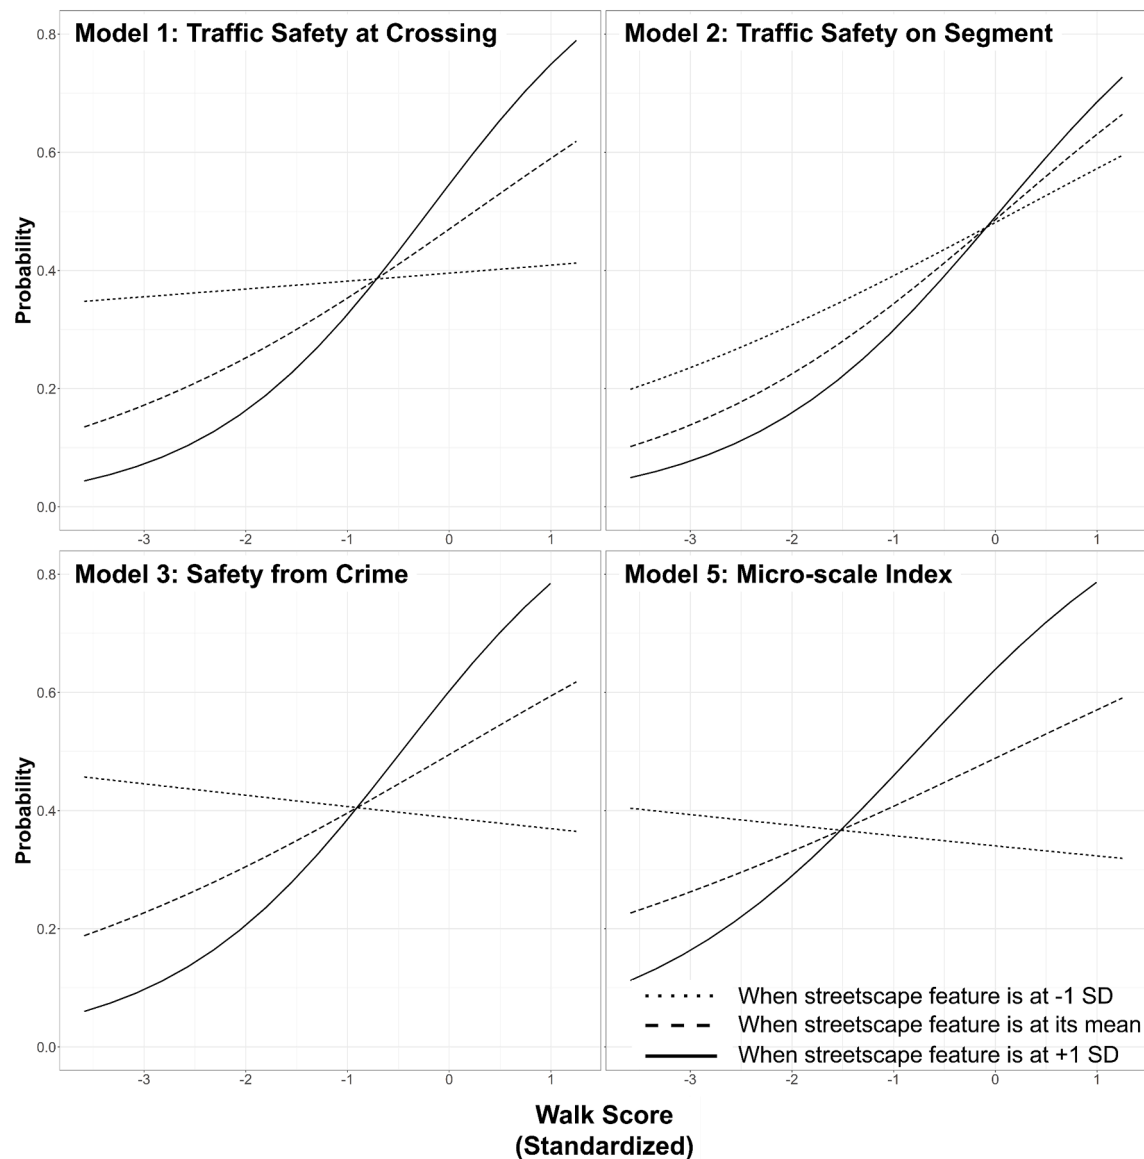 Model 1: Traffic Safety at Crossing
Model 2: Traffic Safety on Segment
0.8
0.6
0.4
0.2
0.0
Probability
-3 -2 -1 0 1
-3 -2 -1 0 1
Model 3: Safety from Crime
Model 5: Micro-scale Index
0.8
0.6
0.4
0.2
0.0
Probability
When streetscape feature is at -1 SD
When streetscape feature is at its mean
When streetscape feature is at +1 SD
-3 -2 -1 0 1
-3 -2 -1 0 1
Walk Score
(Standardized)